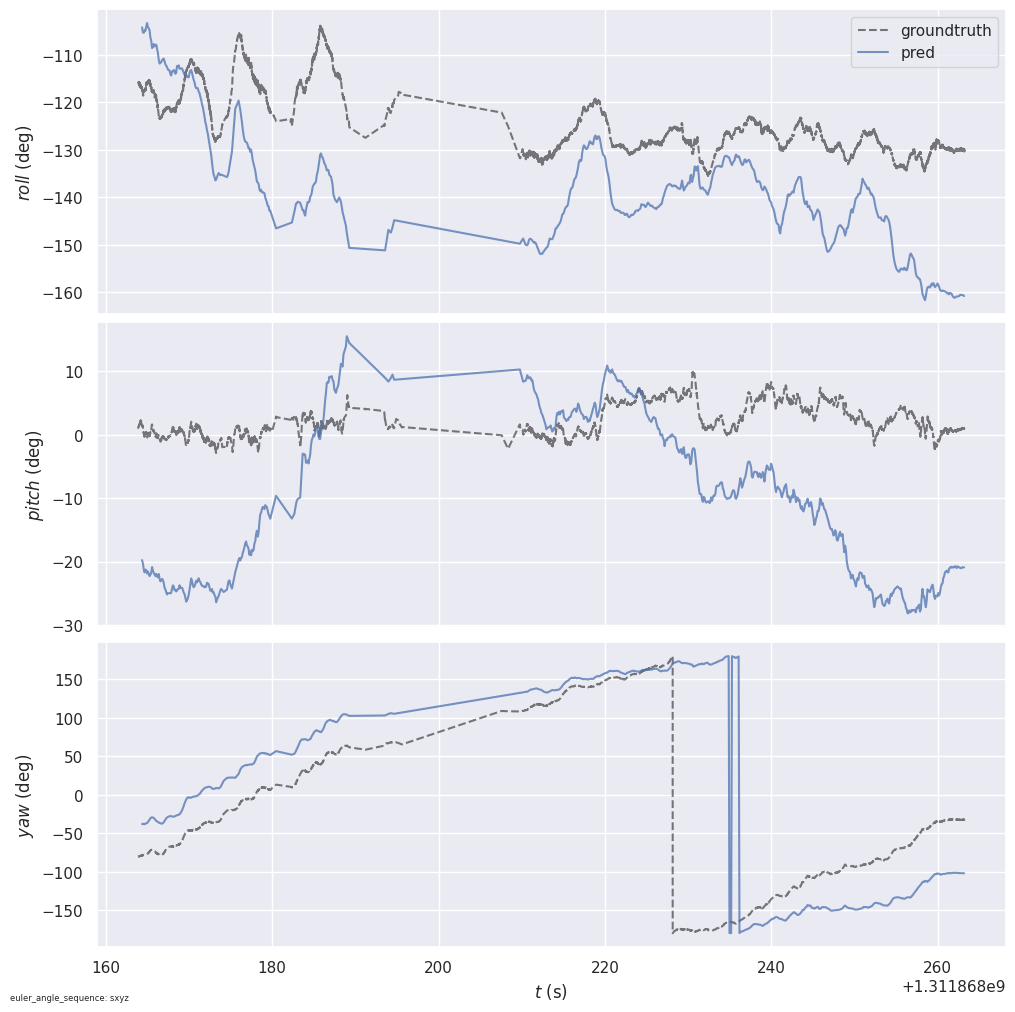 groundtruth
pred
−110
−120
−130
−140
−150
−160
roll (deg)
10
0
−10
−20
−30
pitch (deg)
150
100
50
0
−50
−100
−150
yaw (deg)
160 180 200 220 240 260
t (s)
+1.311868e9
euler_angle_sequence: sxyz